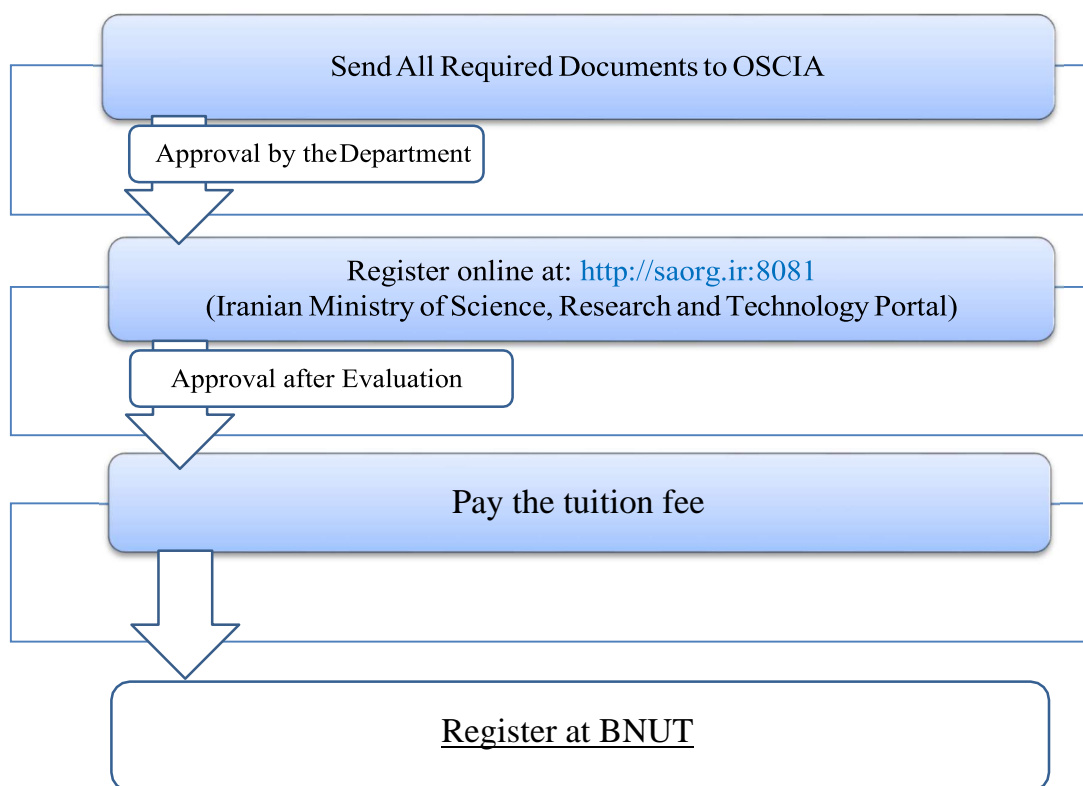 Send All Required Documents to OSCIA
Approval by the Department
Register online at: http://saorg.ir:8081
(Iranian Ministry of Science, Research and Technology Portal)
Approval after Evaluation
Pay the tuition fee
Register at BNUT